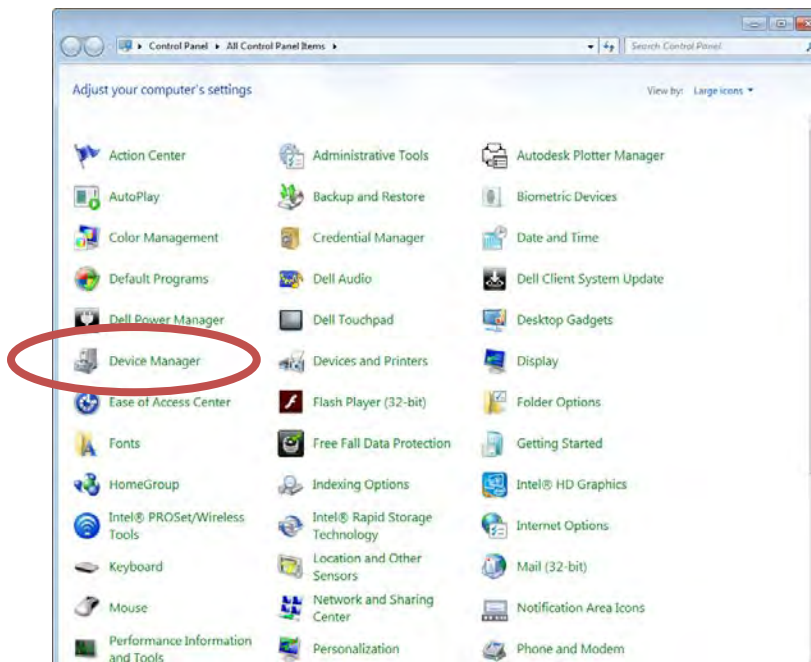 Control Panel All Control Panel Items Search Control Panel
Adjust your computer's settings View by: Large icons
Action Center Administrative Tools Autodesk Plotter Manager
AutoPlay Backup and Restore Biometric Devices
Color Management Credential Manager Date and Time
Default Programs Dell Audio Dell Client System Update
Dell Power Manager Dell Touchpad Desktop Gadgets
Device Manager Devices and Printers Display
Ease of Access Center Flash Player (32-bit) Folder Options
Fonts Free Fall Data Protection Getting Started
HomeGroup Indexing Options Intel® HD Graphics
Intel® PROSet/Wireless Intel® Rapid Storage Internet Options
Tools Technology
Keyboard Location and Other Mail (32-bit)
Sensors
Mouse Network and Sharing Notification Area Icons
Center
Performance Information Personalization Phone and Modem
and Tools